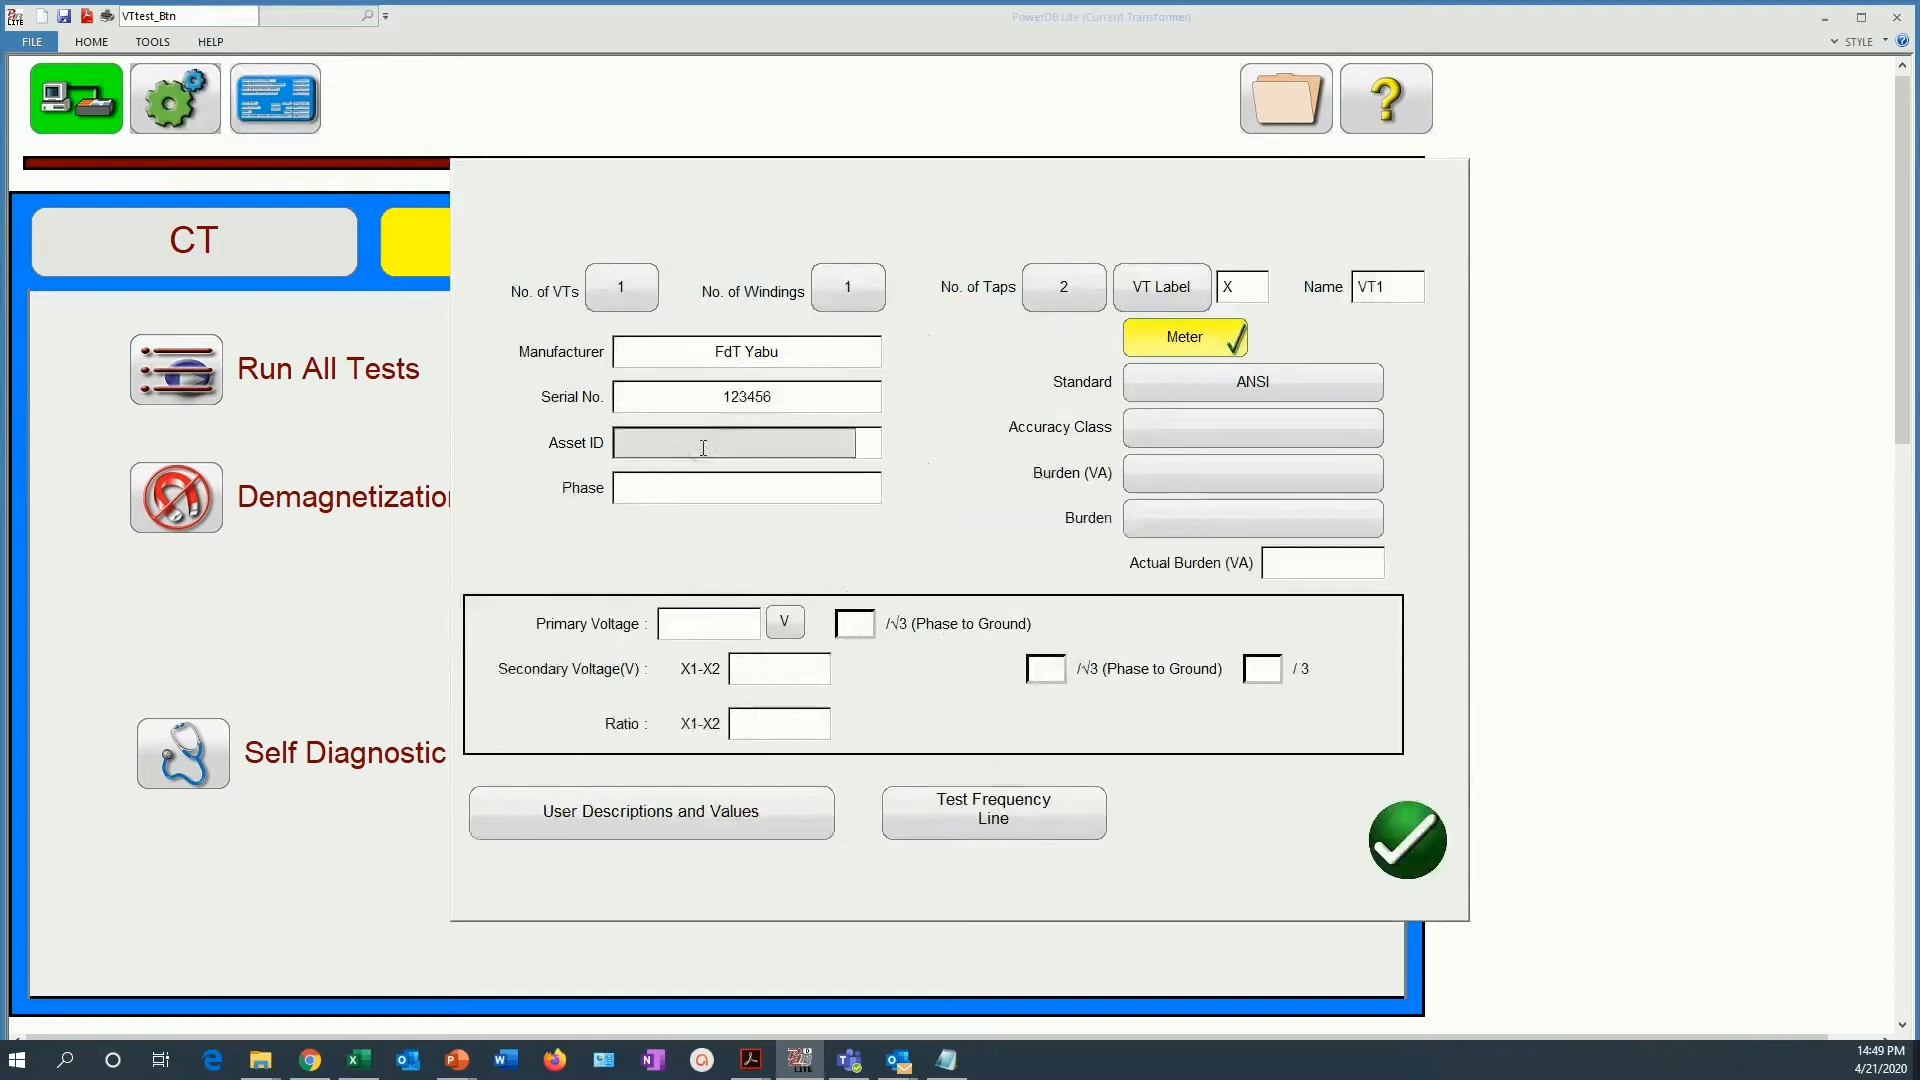 VTtest_Btn
PowerDB Lite (Current Transformer)
FILE HOME TOOLS HELP
STYLE
CT
Run All Tests
Demagnetizatio
Self Diagnostic
No. of VTs 1 No. of Windings 1 No. of Taps 2 VT Label X Name VT1
Meter
Manufacturer FdT Yabu
Standard ANSI
Serial No. 123456
Accuracy Class
Asset ID
Burden (VA)
Phase
Burden
Actual Burden (VA)
Primary Voltage : V /√3 (Phase to Ground)
Secondary Voltage(V) : X1-X2 /√3 (Phase to Ground) / 3
Ratio : X1-X2
User Descriptions and Values
Test Frequency
Line
14:49 PM
4/21/2020